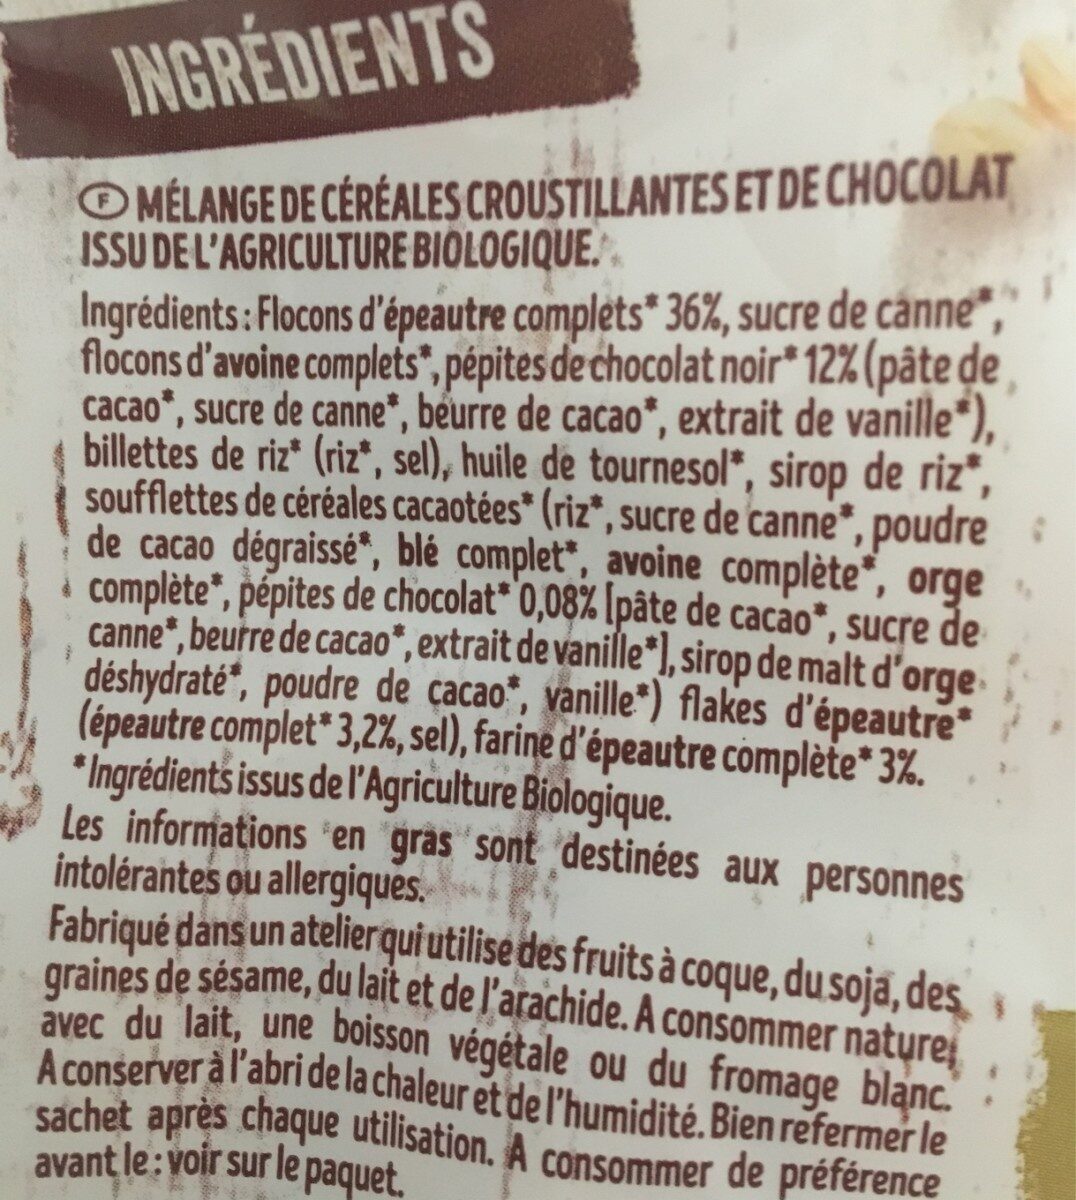 INGRÉDIENTS
F MÉLANGE DE CÉRÉALES CROUSTILLANTES ET DE CHOCOLAT
ISSU DE L'AGRICULTURE BIOLOGIQUE.
Ingrédients : Flocons d'épeautre complets* 36%, sucre de canne*,
flocons d'avoine complets*, pépites de chocolat noir* 12% (pâte de
cacao*, sucre de canne*, beurre de cacao*, extrait de vanille*),
billettes de riz* (riz*, sel), huile de tournesol*, sirop de riz*,
soufflettes de céréales cacaotées* (riz*, sucre de canne*, poudre
de cacao dégraissé*, blé complet*, avoine complète*, orge
complète*, pépites de chocolat* 0,08% [pâte de cacao*, sucre de
canne*, beurre de cacao*, extrait de vanille*], sirop de malt d'orge
déshydraté*, poudre de cacao*, vanille*) flakes d'épeautre*
(épeautre complet* 3,2%, sel), farine d'épeautre complète* 3%.
*Ingrédients issus de l'Agriculture Biologique.
Les informations en gras sont destinées aux personnes
intolérantes ou allergiques.
Fabriqué dans un atelier qui utilise des fruits à coque, du soja, des
graines de sésame, du lait et de l'arachide. A consommer nature,
avec du lait, une boisson végétale ou du fromage blanc.
A conserver à l'abri de la chaleur et de l'humidité. Bien refermer le
sachet après chaque utilisation. A consommer de préférence
avant le : voir sur le paquet.